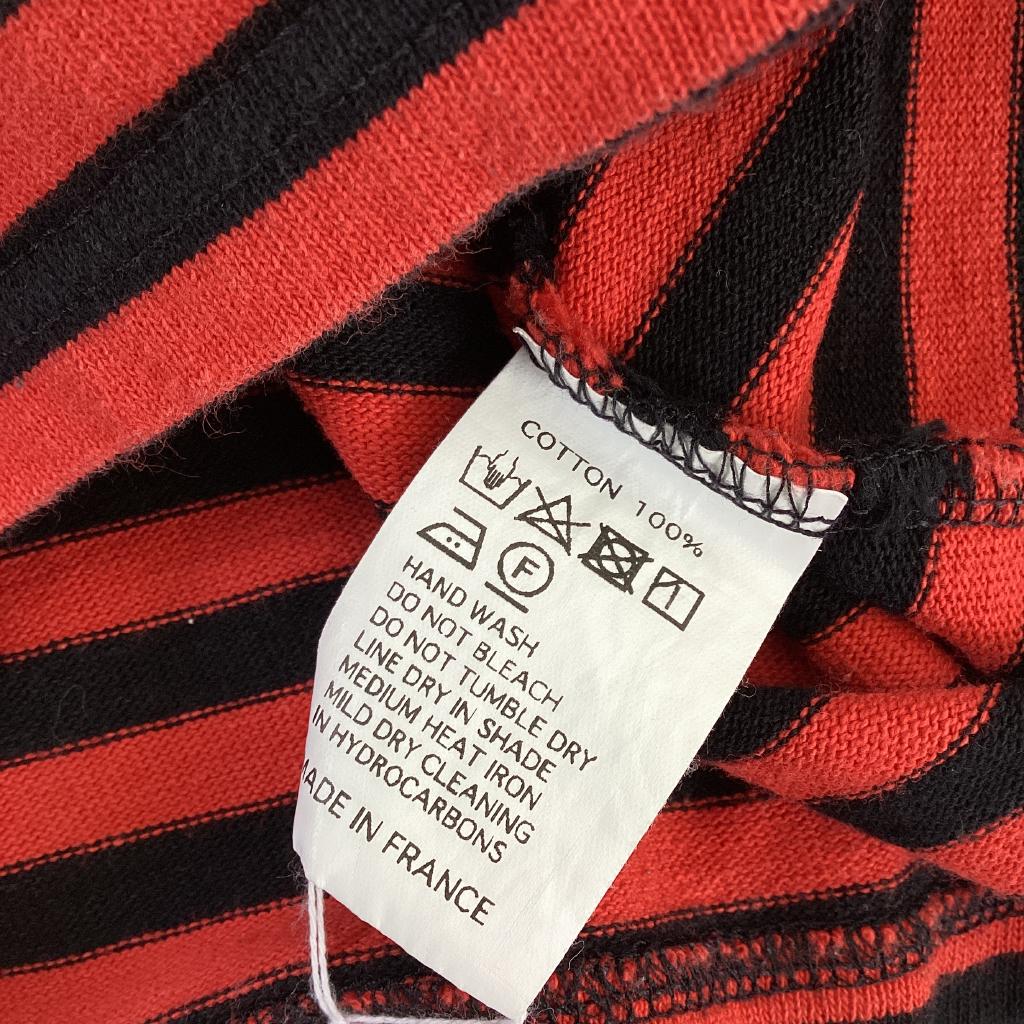 COTTON 100%
F
HAND WASH
DO NOT BLEACH
DO NOT TUMBLE DRY
LINE DRY IN SHADE
MEDIUM HEAT IRON
MILD DRY CLEANING
IN HYDROCARBONS
MADE IN FRANCE